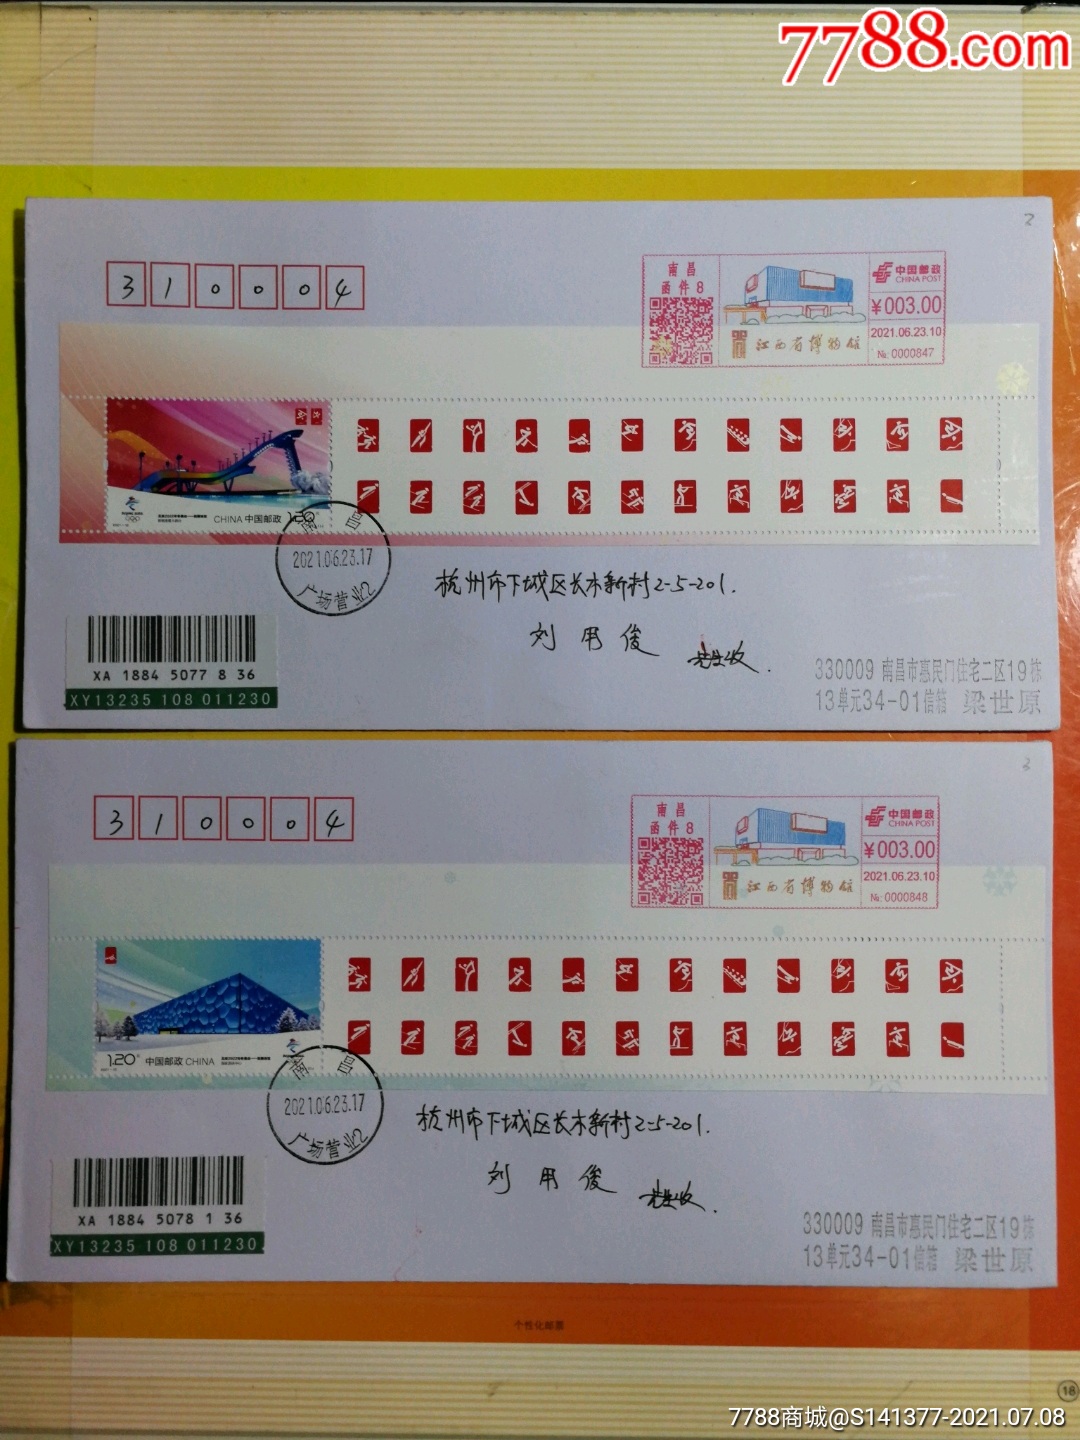 7788.com
2
310004
南昌
函件 8
中国邮政
CHINA POST
¥003.00
2021.06.23.10
№: 0000847
江西省博物馆
CHINA 中国邮政 1.20
南昌
2021.06.23.17
广场营业2
杭州市下城区长木新村2-5-201.
刘用俊
先生收.
XA 1884 5077 8 36
XY13235 108 011230
330009 南昌市惠民门住宅二区19栋
13单元34-01信箱 梁世原
3
310004
南昌
函件 8
中国邮政
CHINA POST
¥003.00
2021.06.23.10
№: 0000848
江西省博物馆
1.20 中国邮政 CHINA
南昌
2021.06.23.17
广场营业2
杭州市下城区长木新村2-5-201.
刘用俊
先生收.
XA 1884 5078 1 36
XY13235 108 011230
330009 南昌市惠民门住宅二区19栋
13单元34-01信箱 梁世原
个性化邮票
18
7788商城@S141377-2021.07.08